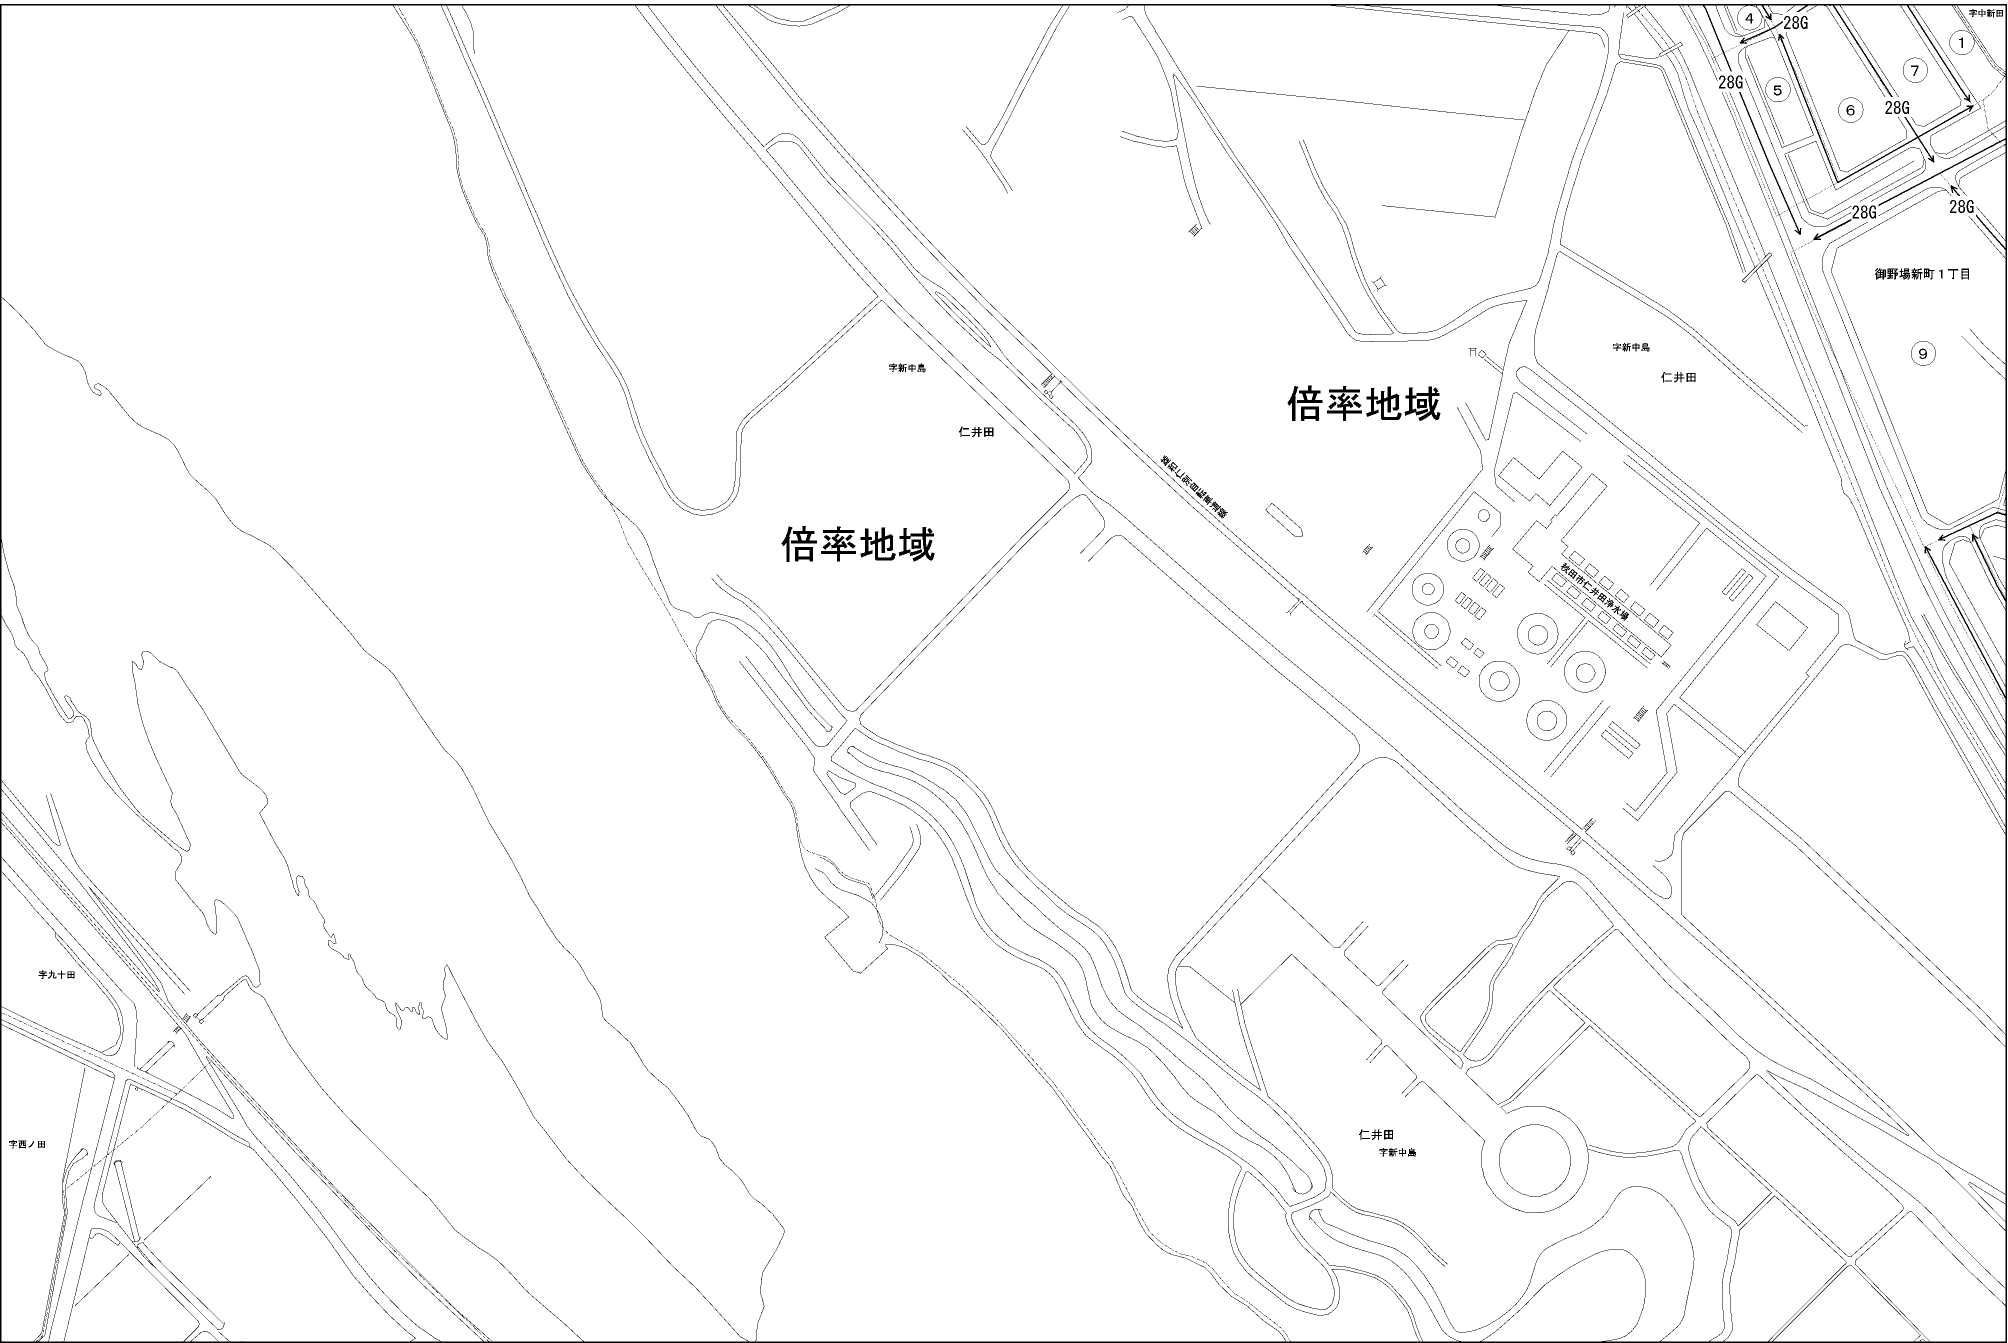 字中新田
④
28G
①
⑦
28G
⑤
⑥
28G
28G
28G
御野場新町1丁目
⑨
字新中島
仁井田
字新中島
仁井田
倍率地域
倍率地域
秋田市仁井田浄水場
字九十田
字西ノ田
仁井田
字新中島